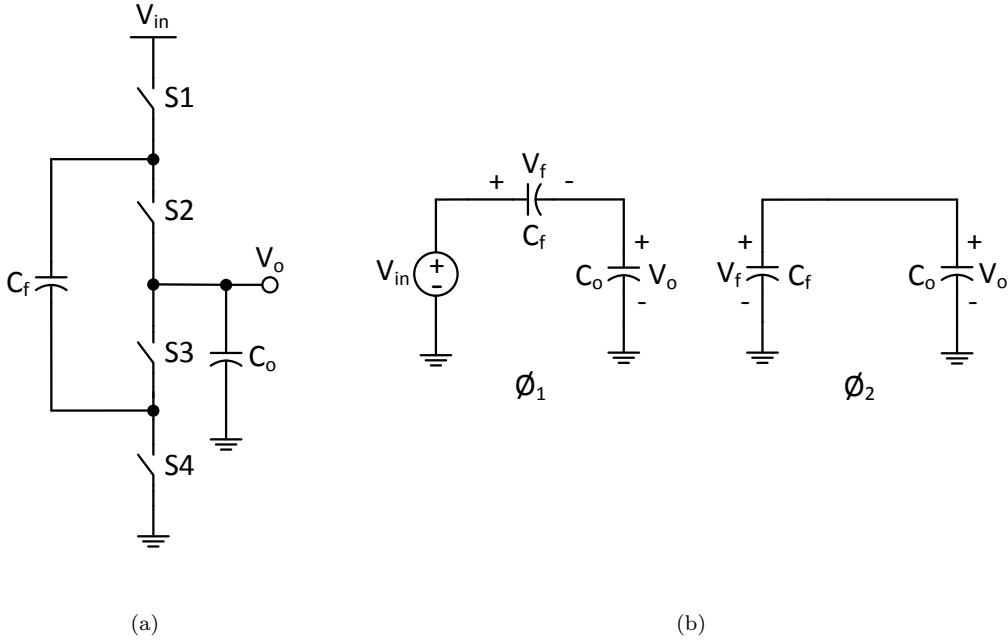 V_in
S1
S2
C_f
V_o
S3
C_o
S4
(a)
V_f
+ -
C_f
V_in
+
-
+
C_o V_o
-
Ø_1
+
V_f C_f
-
+
C_o V_o
-
Ø_2
(b)